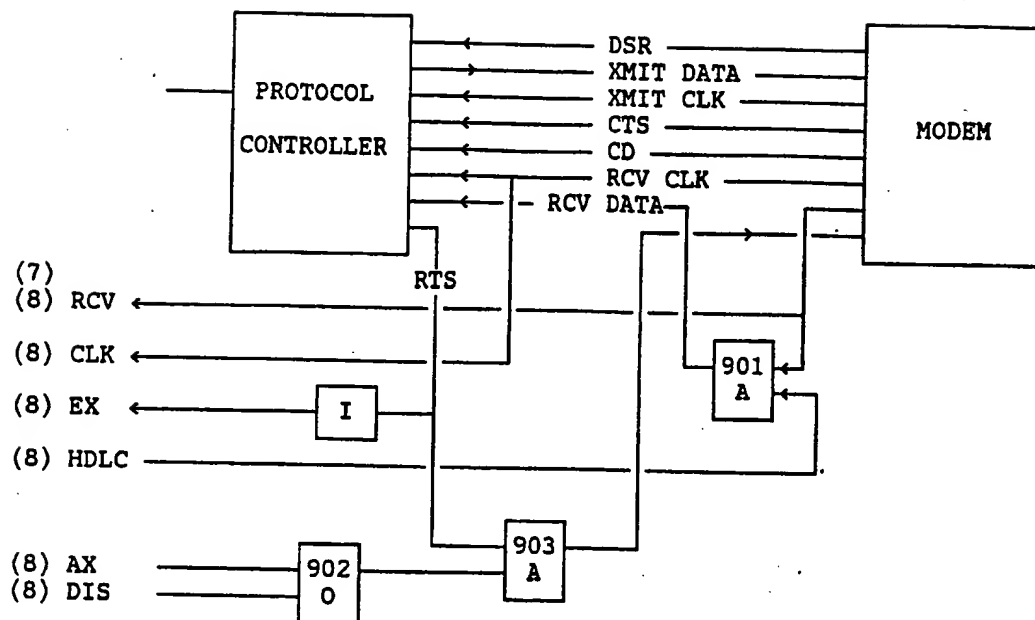 PROTOCOL
CONTROLLER
DSR
XMIT DATA
XMIT CLK
CTS
CD
RCV CLK
RCV DATA
MODEM
RTS
(7)
(8) RCV
(8) CLK
(8) EX
I
(8) HDLC
901
A
(8) AX
(8) DIS
902
O
903
A